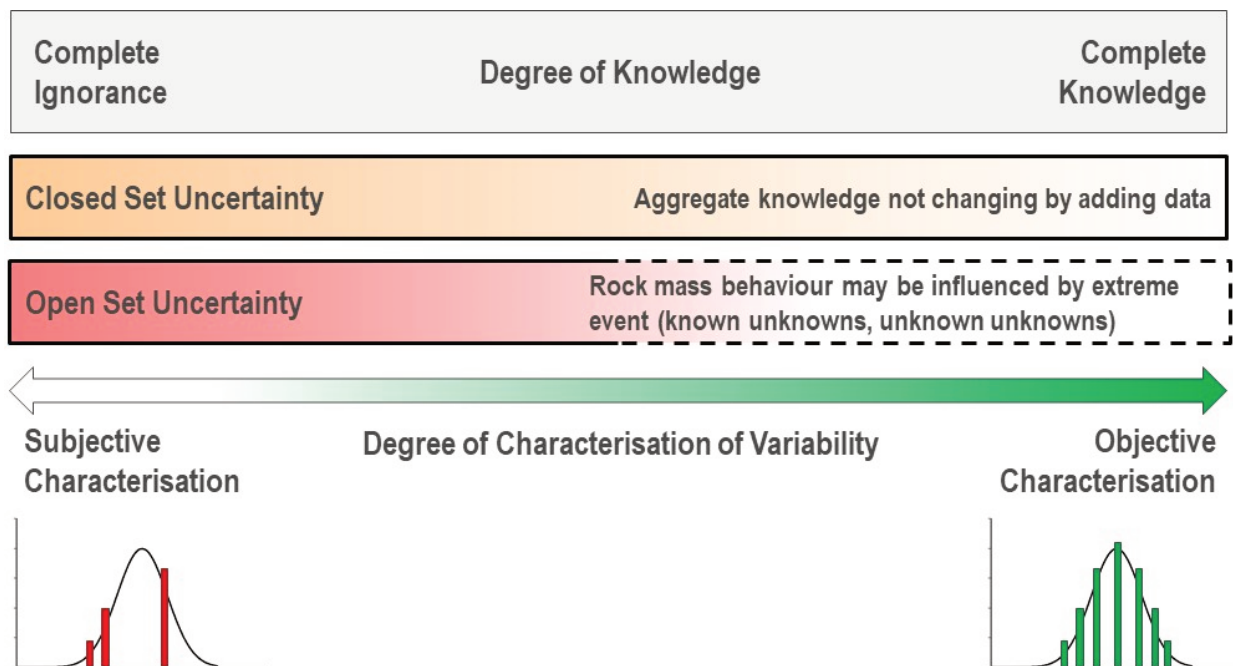 Complete
Ignorance
Degree of Knowledge
Complete
Knowledge
Closed Set Uncertainty
Aggregate knowledge not changing by adding data
Open Set Uncertainty
Rock mass behaviour may be influenced by extreme
event (known unknowns, unknown unknowns)
Subjective
Characterisation
Degree of Characterisation of Variability
Objective
Characterisation